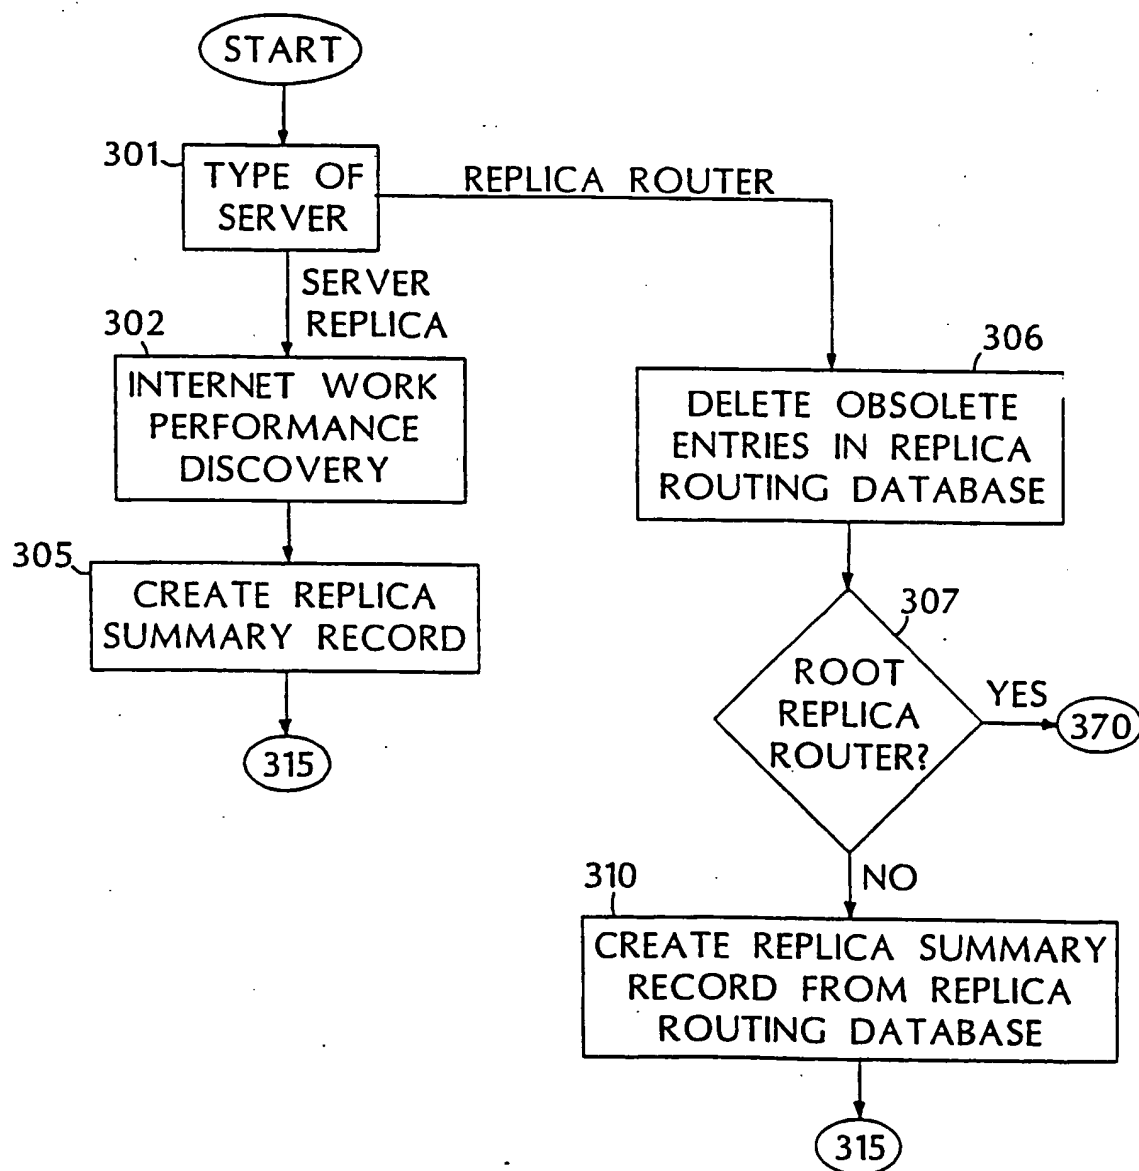 START
301
TYPE OF
SERVER
REPLICA ROUTER
SERVER
REPLICA
302
INTERNET WORK
PERFORMANCE
DISCOVERY
305
CREATE REPLICA
SUMMARY RECORD
315
306
DELETE OBSOLETE
ENTRIES IN REPLICA
ROUTING DATABASE
307
ROOT
REPLICA
ROUTER?
YES
370
NO
310
CREATE REPLICA SUMMARY
RECORD FROM REPLICA
ROUTING DATABASE
315